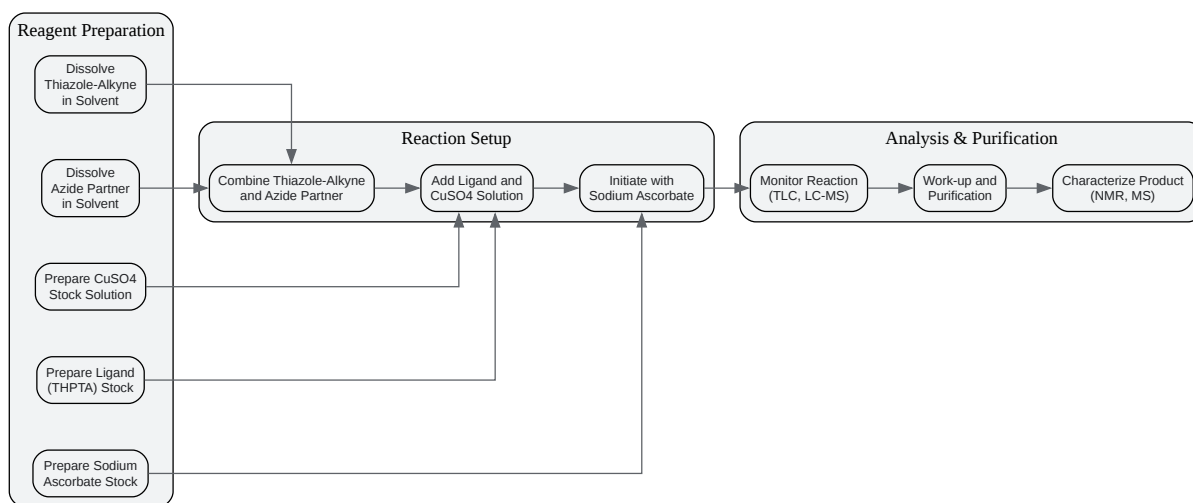 Reagent Preparation
Dissolve
Thiazole-Alkyne
in Solvent
Dissolve
Azide Partner
in Solvent
Prepare CuSO4
Stock Solution
Prepare Ligand
(THPTA) Stock
Prepare Sodium
Ascorbate Stock
Reaction Setup
Combine Thiazole-Alkyne
and Azide Partner
Add Ligand and
CuSO4 Solution
Initiate with
Sodium Ascorbate
Analysis & Purification
Monitor Reaction
(TLC, LC-MS)
Work-up and
Purification
Characterize Product
(NMR, MS)